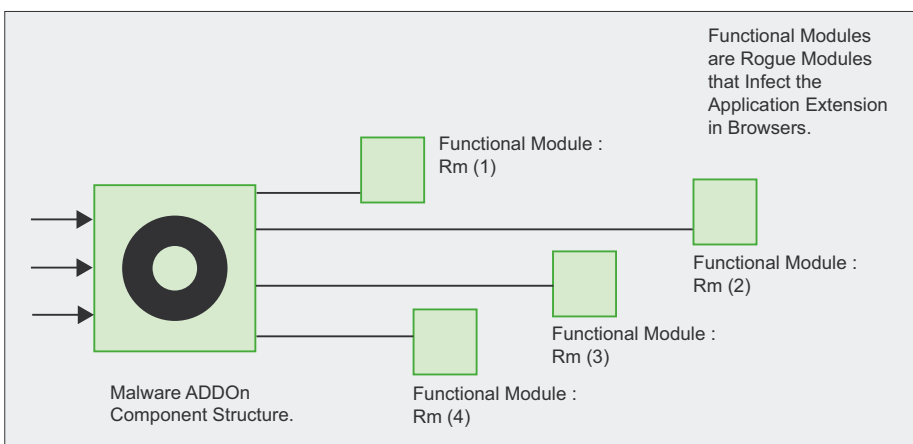 Functional Modules
are Rogue Modules
that Infect the
Application Extension
in Browsers.
Functional Module :
Rm (1)
Functional Module :
Rm (2)
Functional Module :
Rm (3)
Functional Module :
Rm (4)
Malware ADDOn
Component Structure.